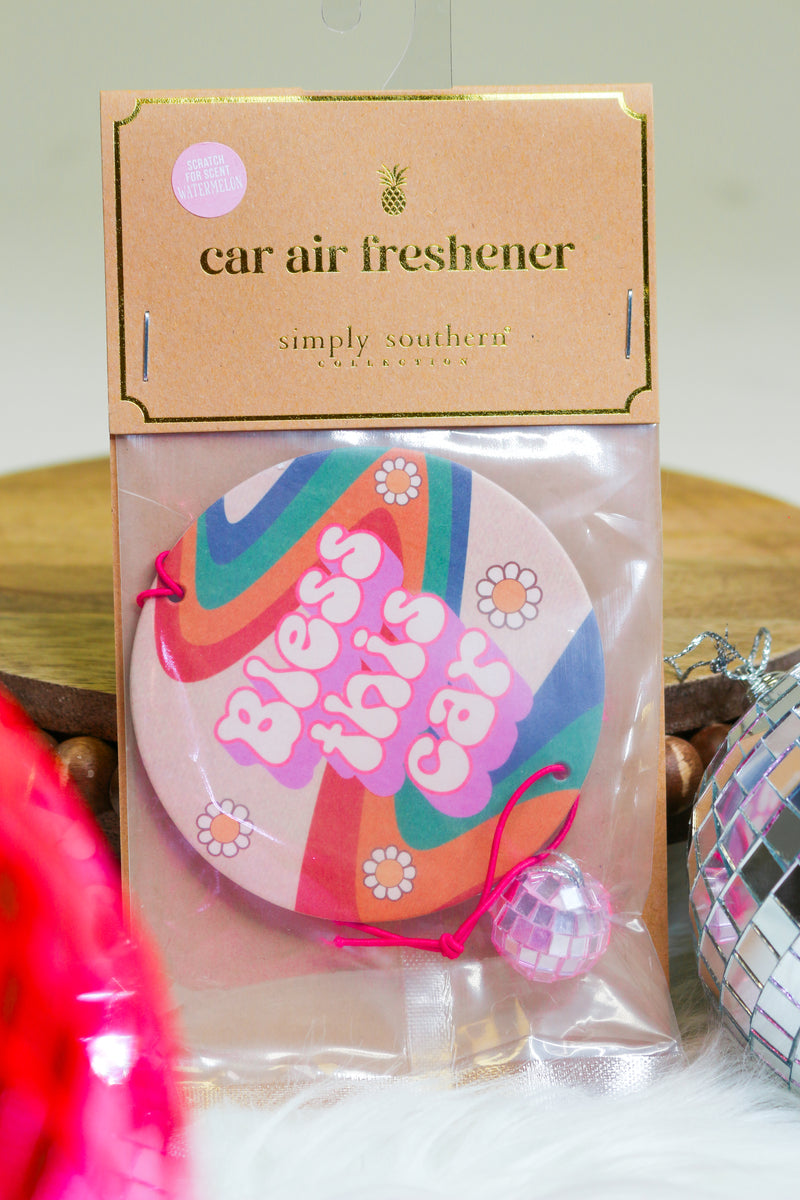 SCRATCH
FOR SCENT
WATERMELON
car air freshener
simply southern®
COLLECTION
Bless
this
car